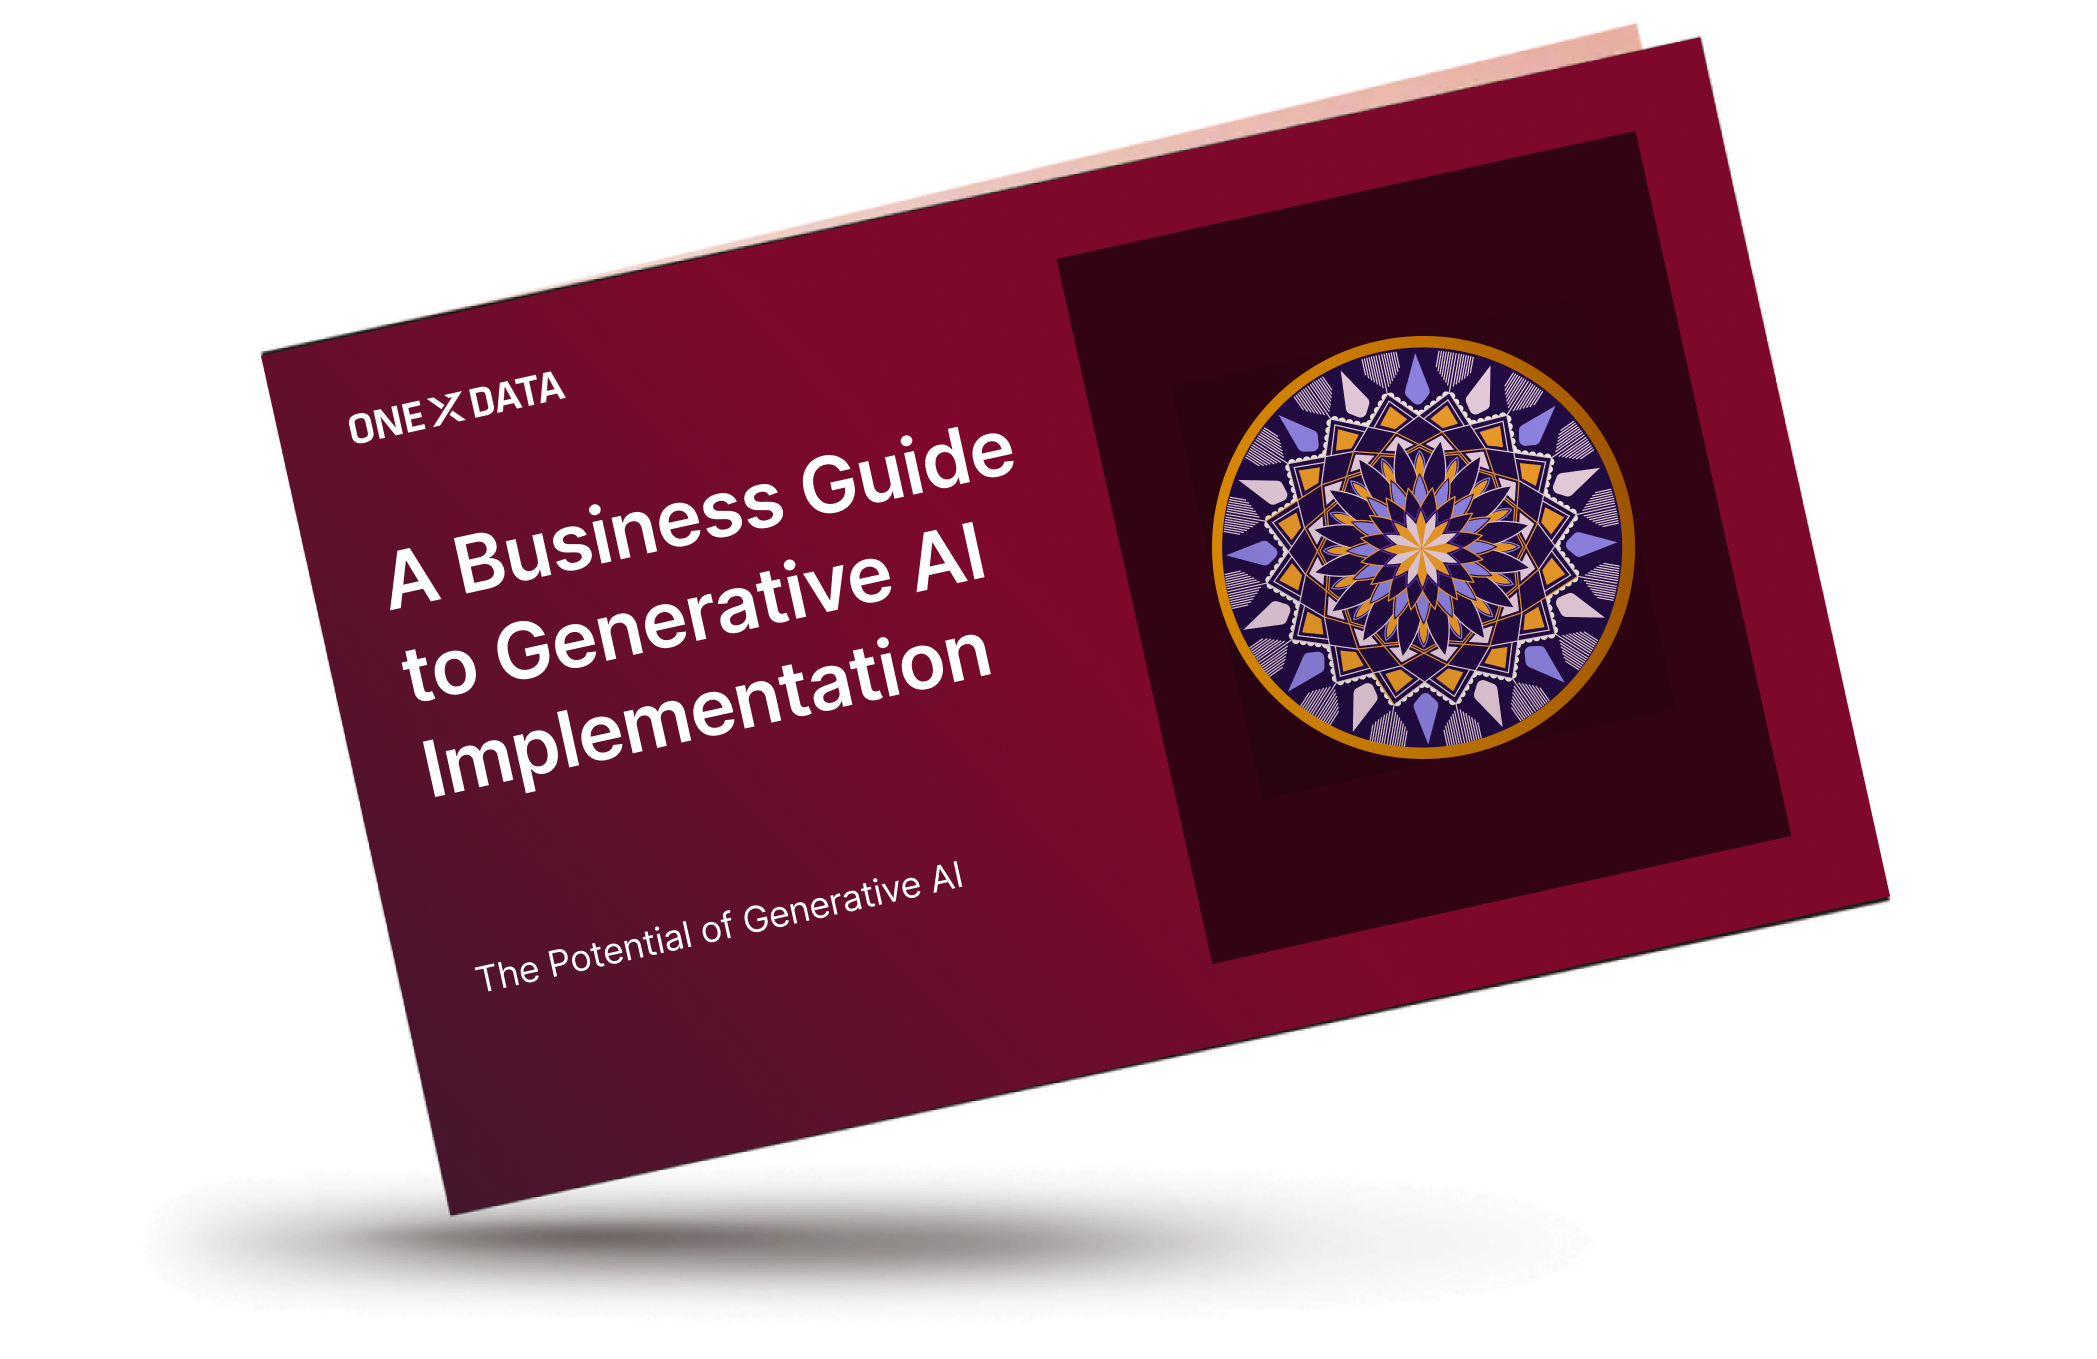 ONE X DATA
A Business Guide
to Generative AI
Implementation
The Potential of Generative AI